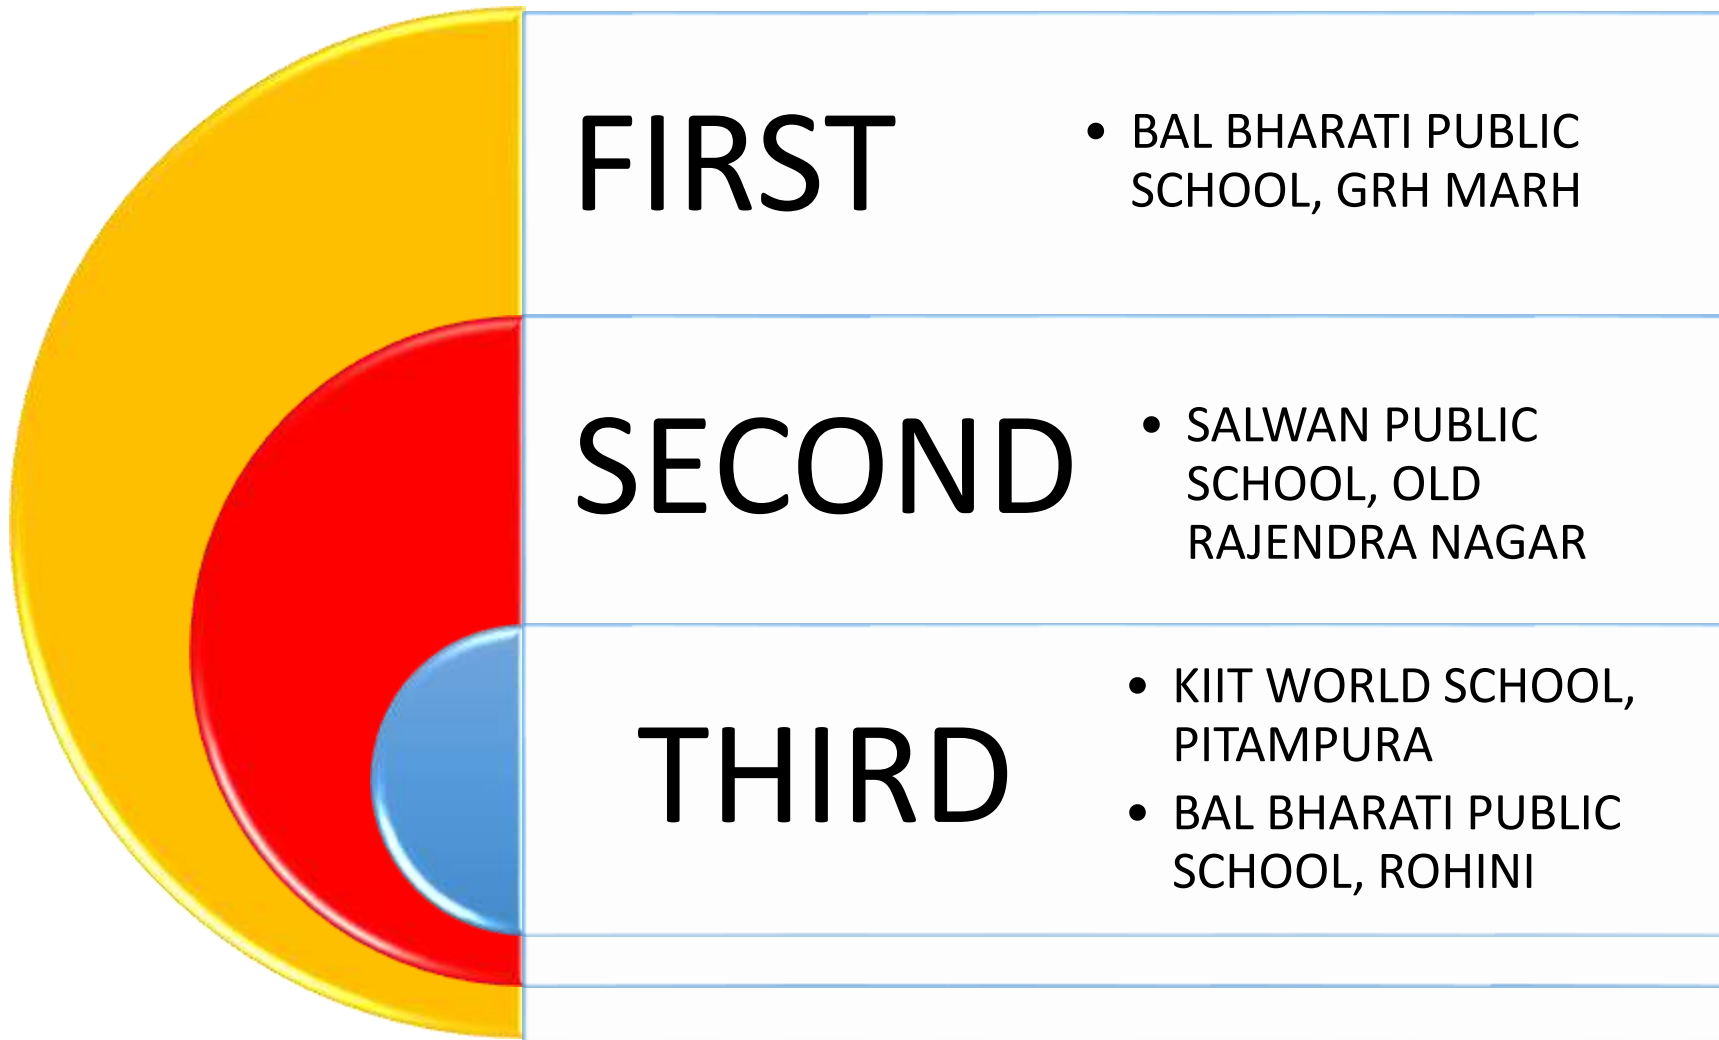 FIRST
• BAL BHARATI PUBLIC
SCHOOL, GRH MARH
SECOND
• SALWAN PUBLIC
SCHOOL, OLD
RAJENDRA NAGAR
THIRD
• KIIT WORLD SCHOOL,
PITAMPURA
• BAL BHARATI PUBLIC
SCHOOL, ROHINI